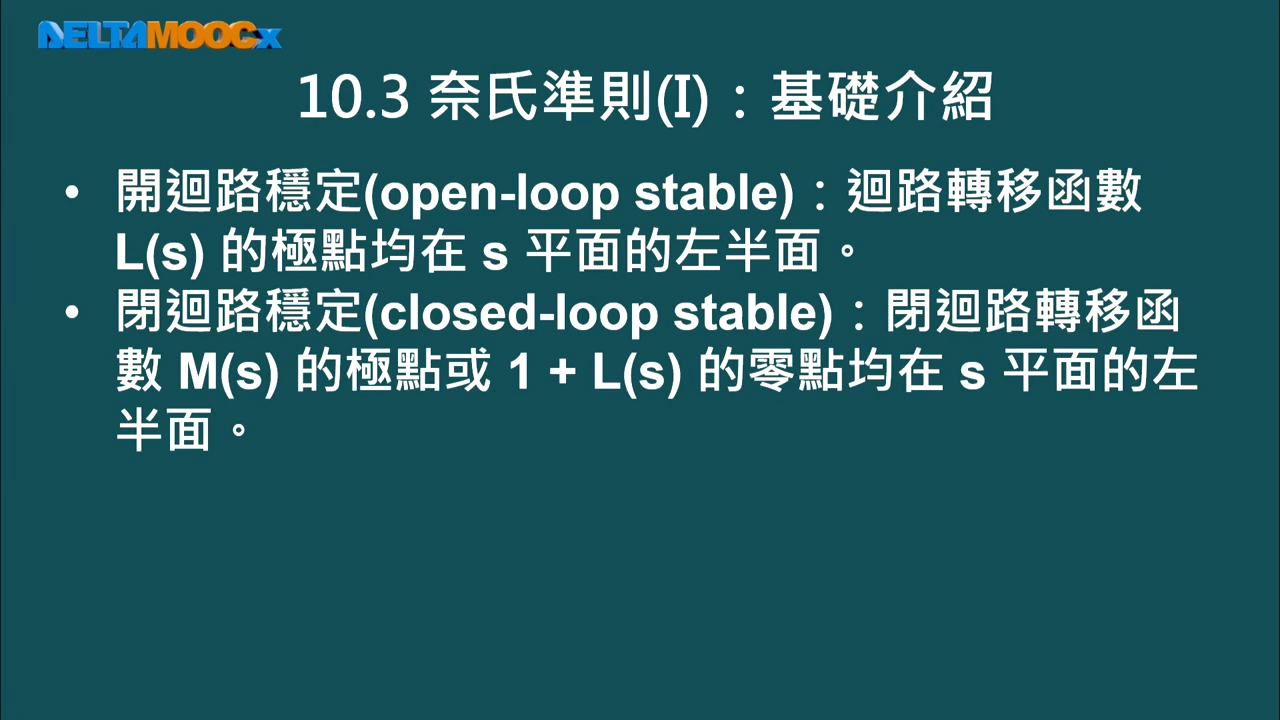 DELTAMOOCx
10.3 奈氏準則(I)：基礎介紹
• 開迴路穩定(open-loop stable)：迴路轉移函數
L(s) 的極點均在 s 平面的左半面。
• 閉迴路穩定(closed-loop stable)：閉迴路轉移函
數 M(s) 的極點或 1 + L(s) 的零點均在 s 平面的左
半面。